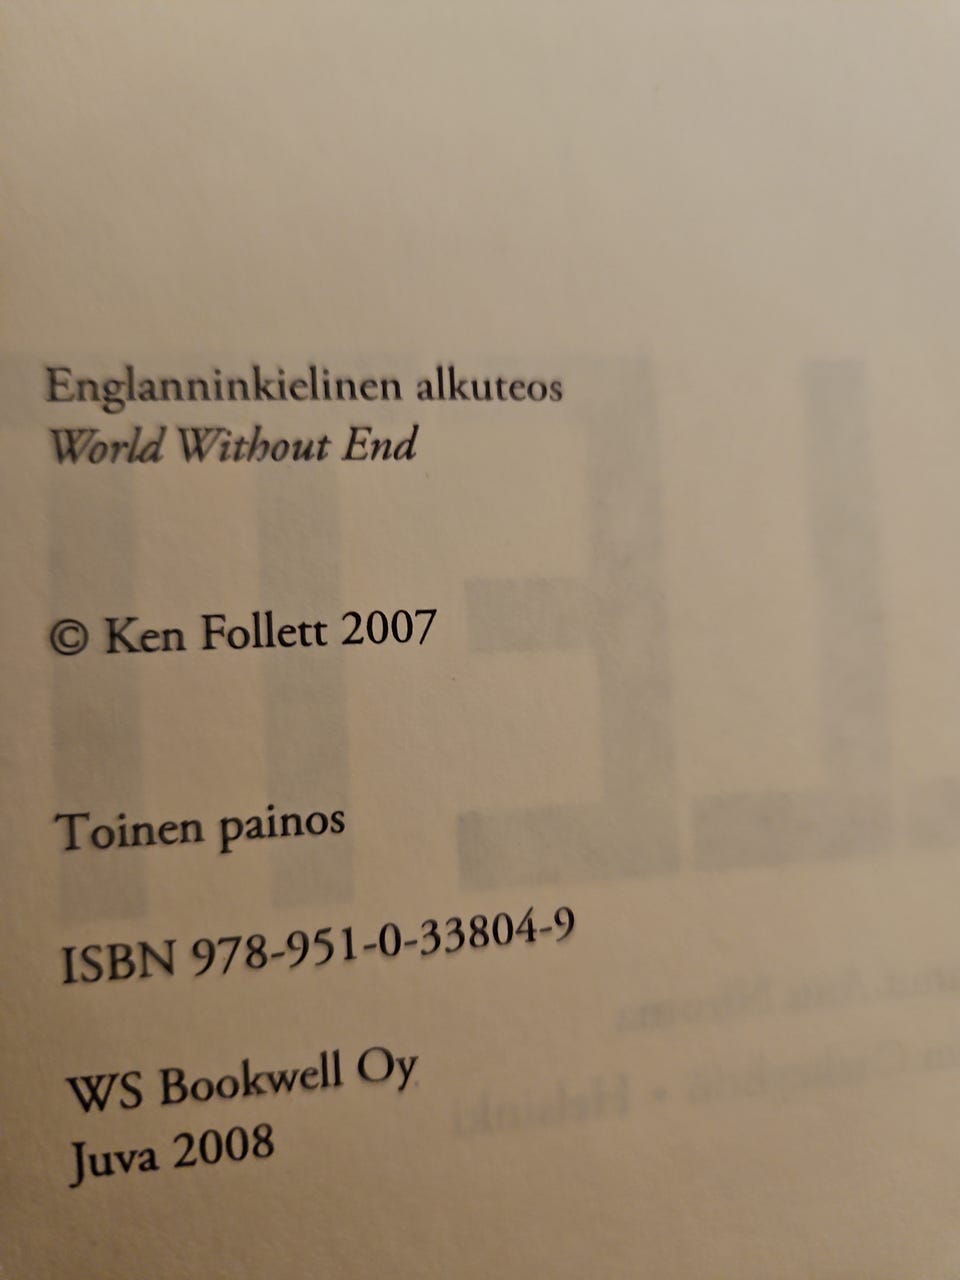 Englanninkielinen alkuteos
World Without End
© Ken Follett 2007
Toinen painos
ISBN 978-951-0-33804-9
WS Bookwell Oy
Juva 2008